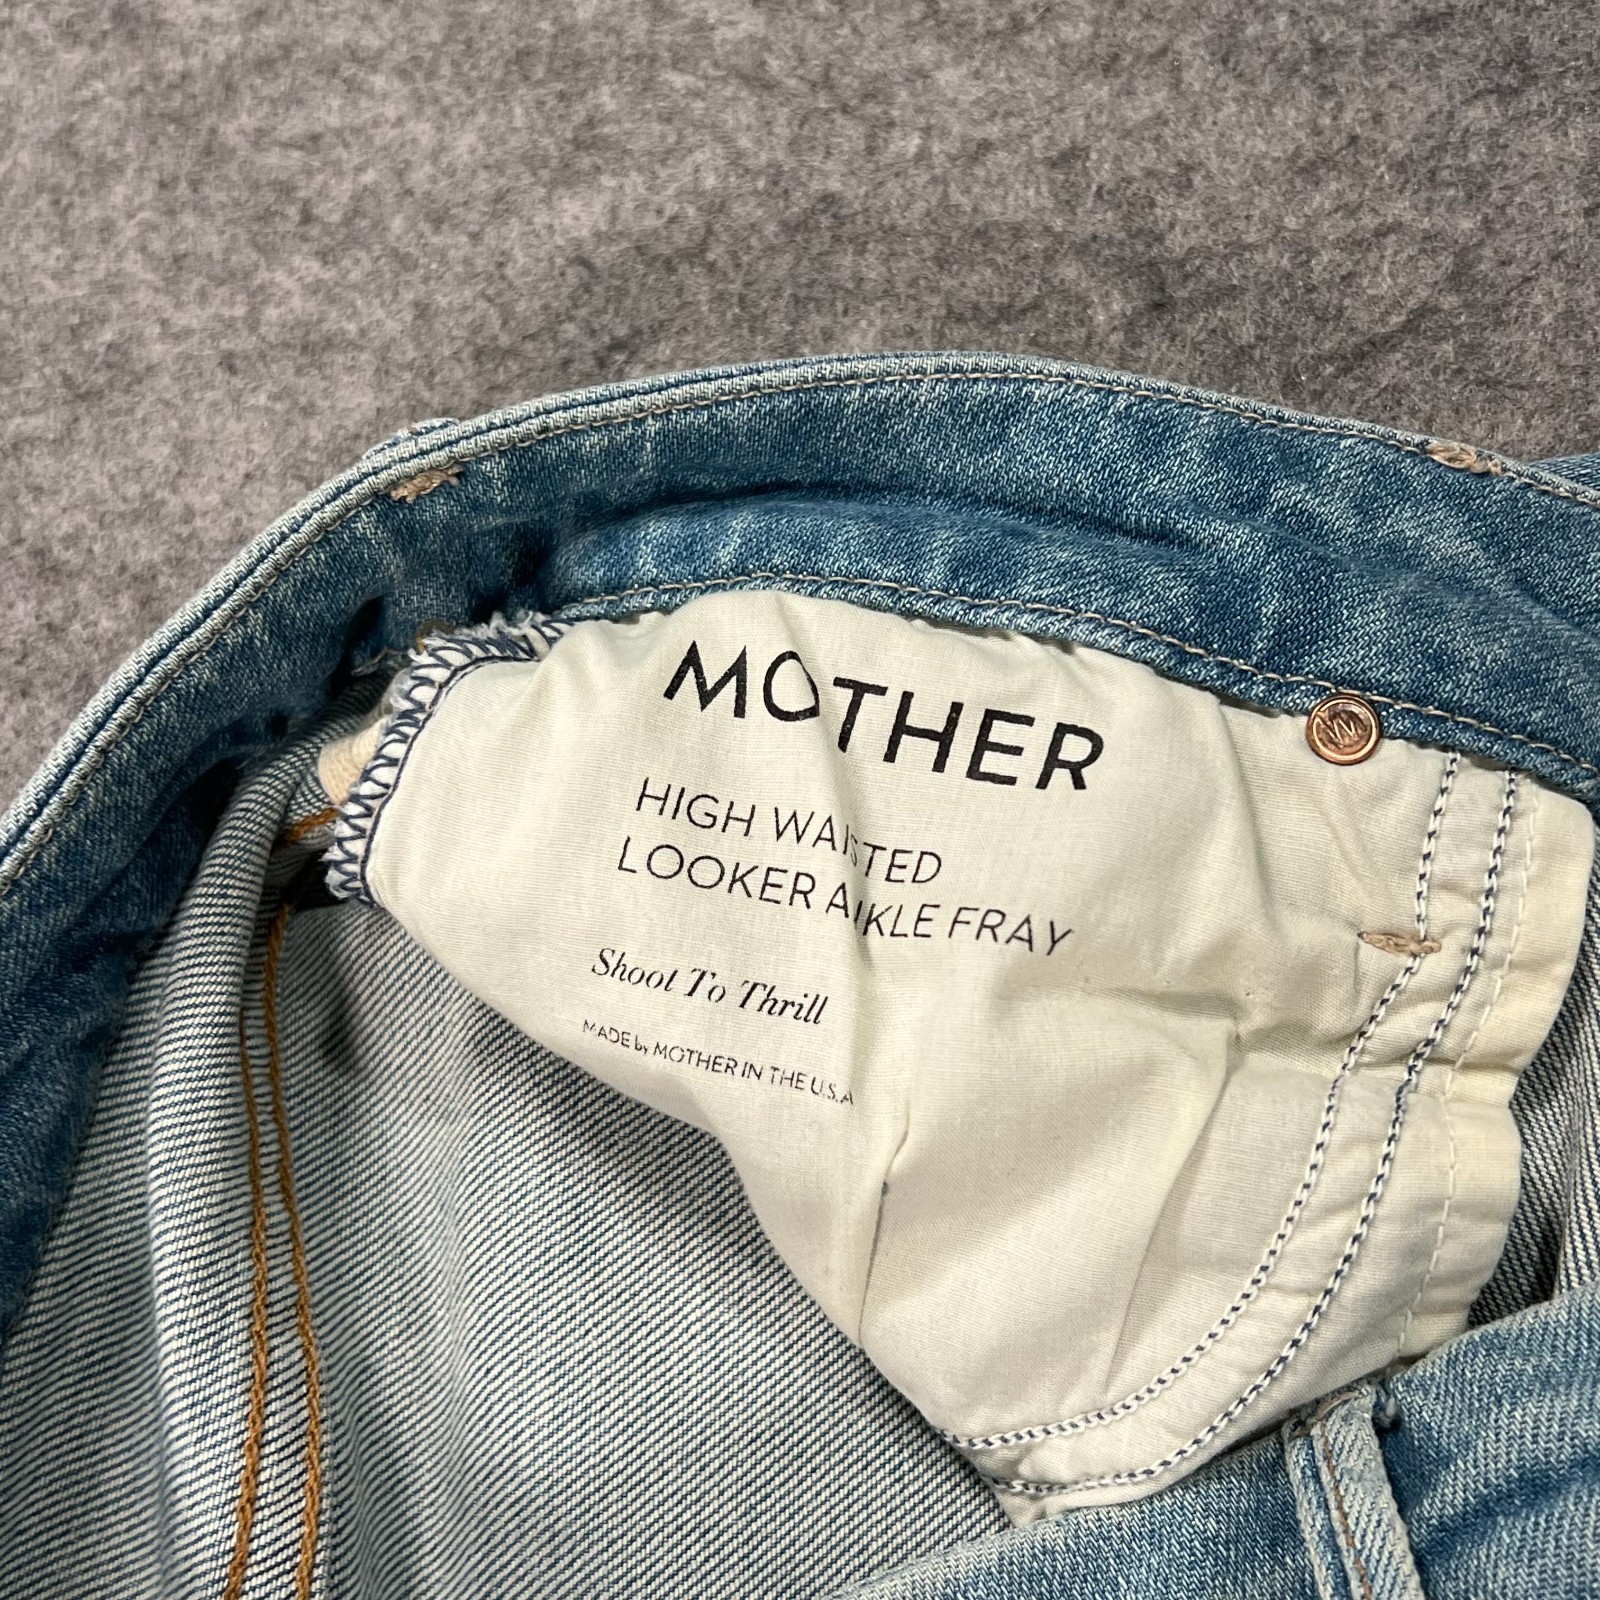 MOTHER
HIGH WAISTED
LOOKER ANKLE FRAY
Shoot To Thrill
MADE by MOTHER IN THE U.S.A